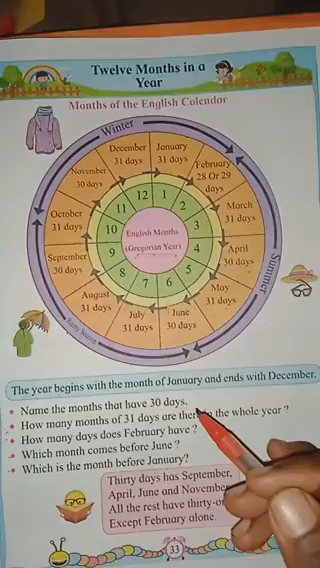 Twelve Months in a
Year
Months of the English Calendar
Winter
December
31 days
January
31 days
February
28 Or 29
days
March
31 days
April
30 days
May
31 days
June
30 days
July
31 days
August
31 days
September
30 days
October
31 days
November
30 days
12 1 2 3 4 5 6 7 8 9 10 11
English Months
(Gregorian Year)
Summer
Rainy Season
The year begins with the month of January and ends with December.
Name the months that have 30 days.
How many months of 31 days are there in the whole year ?
How many days does February have ?
Which month comes before June ?
Which is the month before January?
Thirty days has September,
April, June and November
All the rest have thirty-
Except February alone.
33